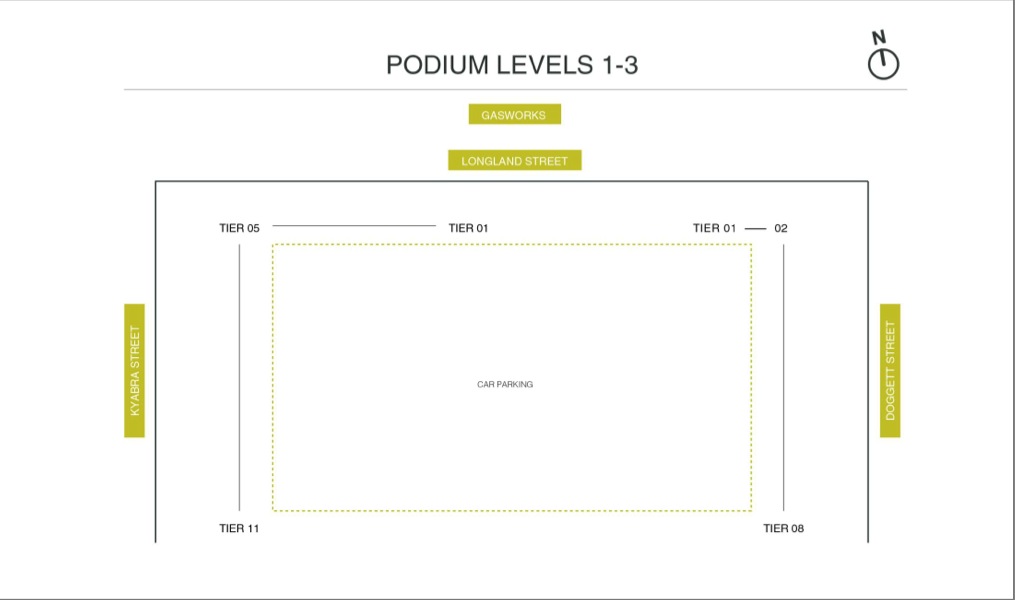 N
PODIUM LEVELS 1-3
GASWORKS
LONGLAND STREET
TIER 05
TIER 01
TIER 01 — 02
KYABRA STREET
CAR PARKING
DOGGETT STREET
TIER 11
TIER 08